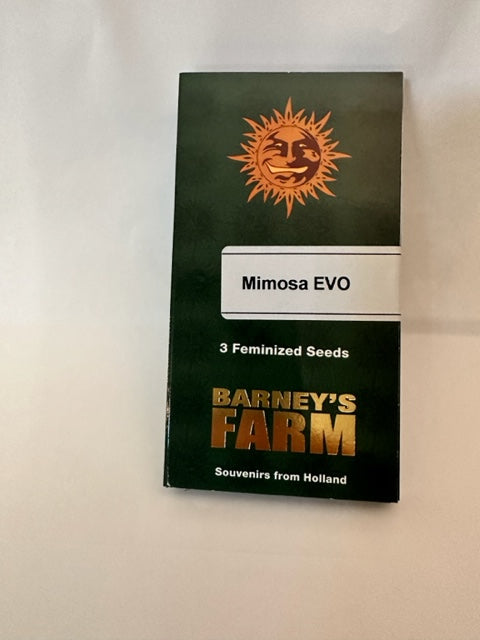 Mimosa EVO
3 Feminized Seeds
BARNEY'S
FARM
Souvenirs from Holland